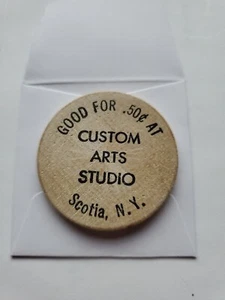 GOOD FOR .50¢ AT
CUSTOM
ARTS
STUDiO
Scotia, N.Y.